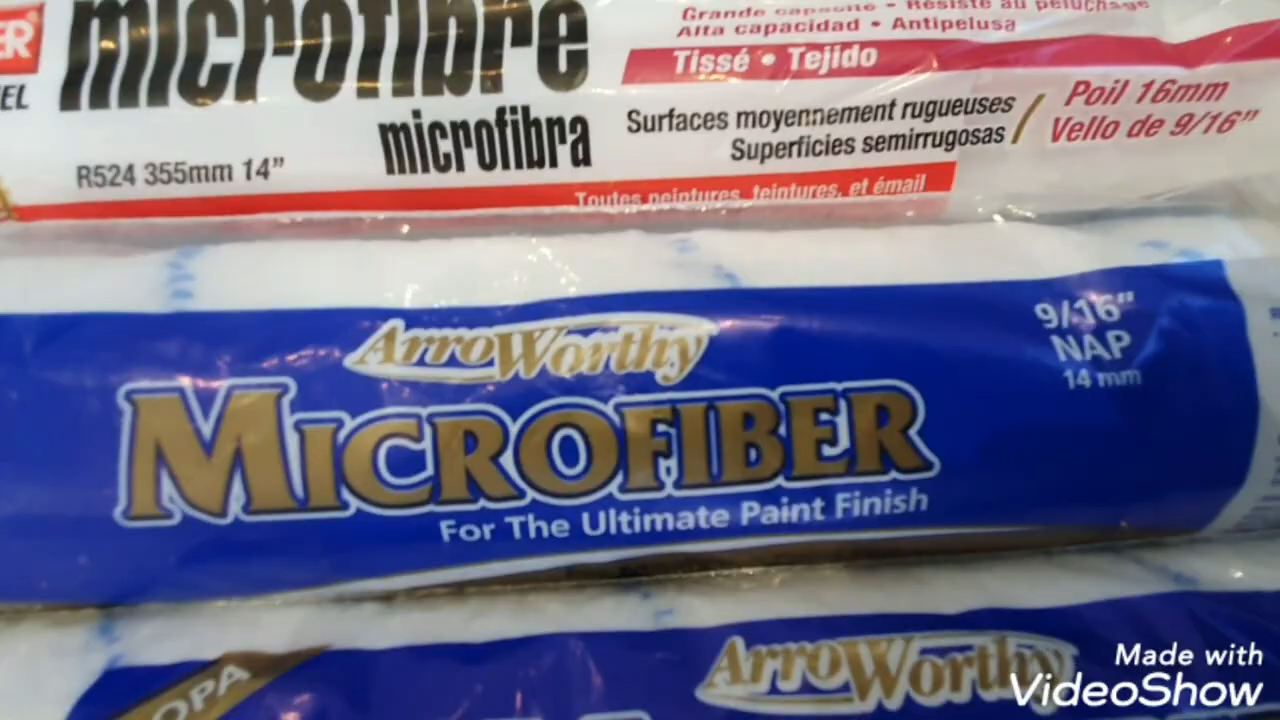 ER
EL
microfibre
microfibra
R524 355mm 14”
Grande capacité • Résiste au peluchage
Alta capacidad • Antipelusa
Tissé • Tejido
Surfaces moyennement rugueuses
Superficies semirrugosas
Poil 16mm
Vello de 9/16”
Toutes peintures, teintures, et émail
ArroWorthy
MICROFIBER
For The Ultimate Paint Finish
9/16”
NAP
14 mm
OPA
ArroWorthy
Made with
VideoShow